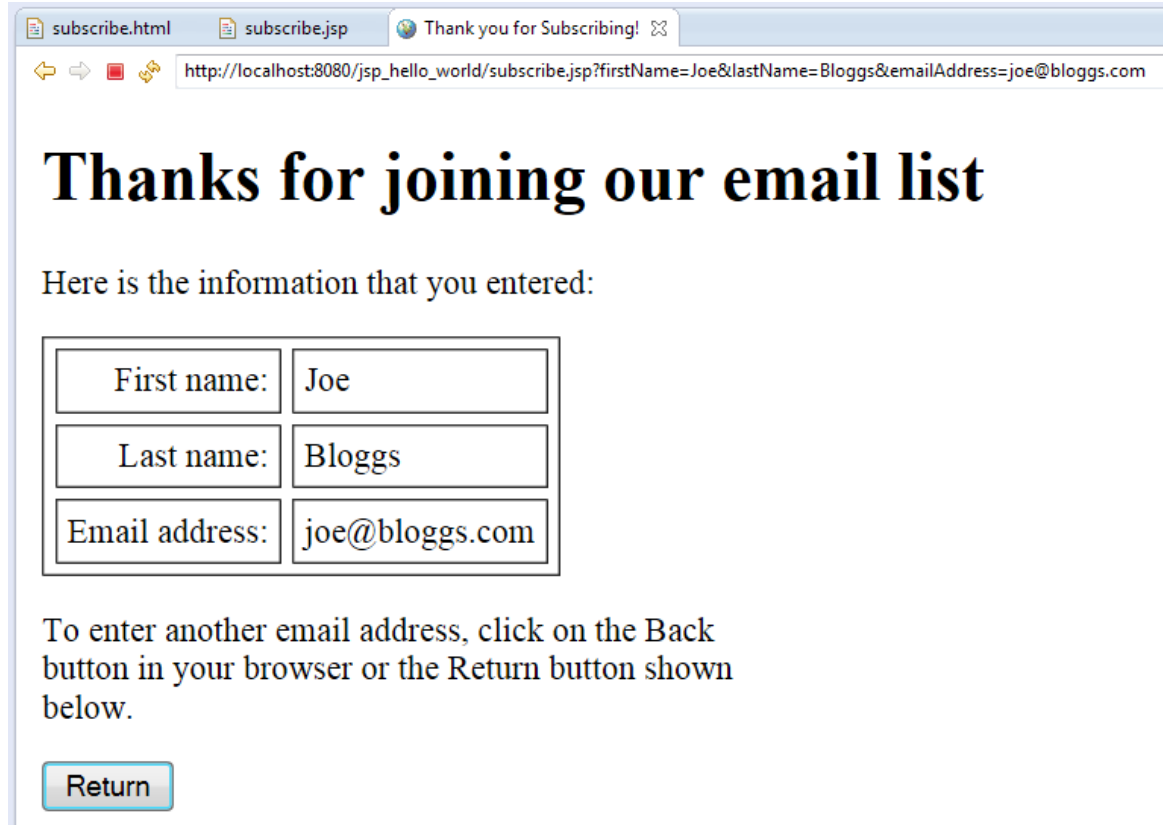 subscribe.html subscribe.jsp Thank you for Subscribing!
http://localhost:8080/jsp_hello_world/subscribe.jsp?firstName=Joe&lastName=Bloggs&emailAddress=joe@bloggs.com
Thanks for joining our email list
Here is the information that you entered:
First name: Joe
Last name: Bloggs
Email address: joe@bloggs.com
To enter another email address, click on the Back
button in your browser or the Return button shown
below.
Return